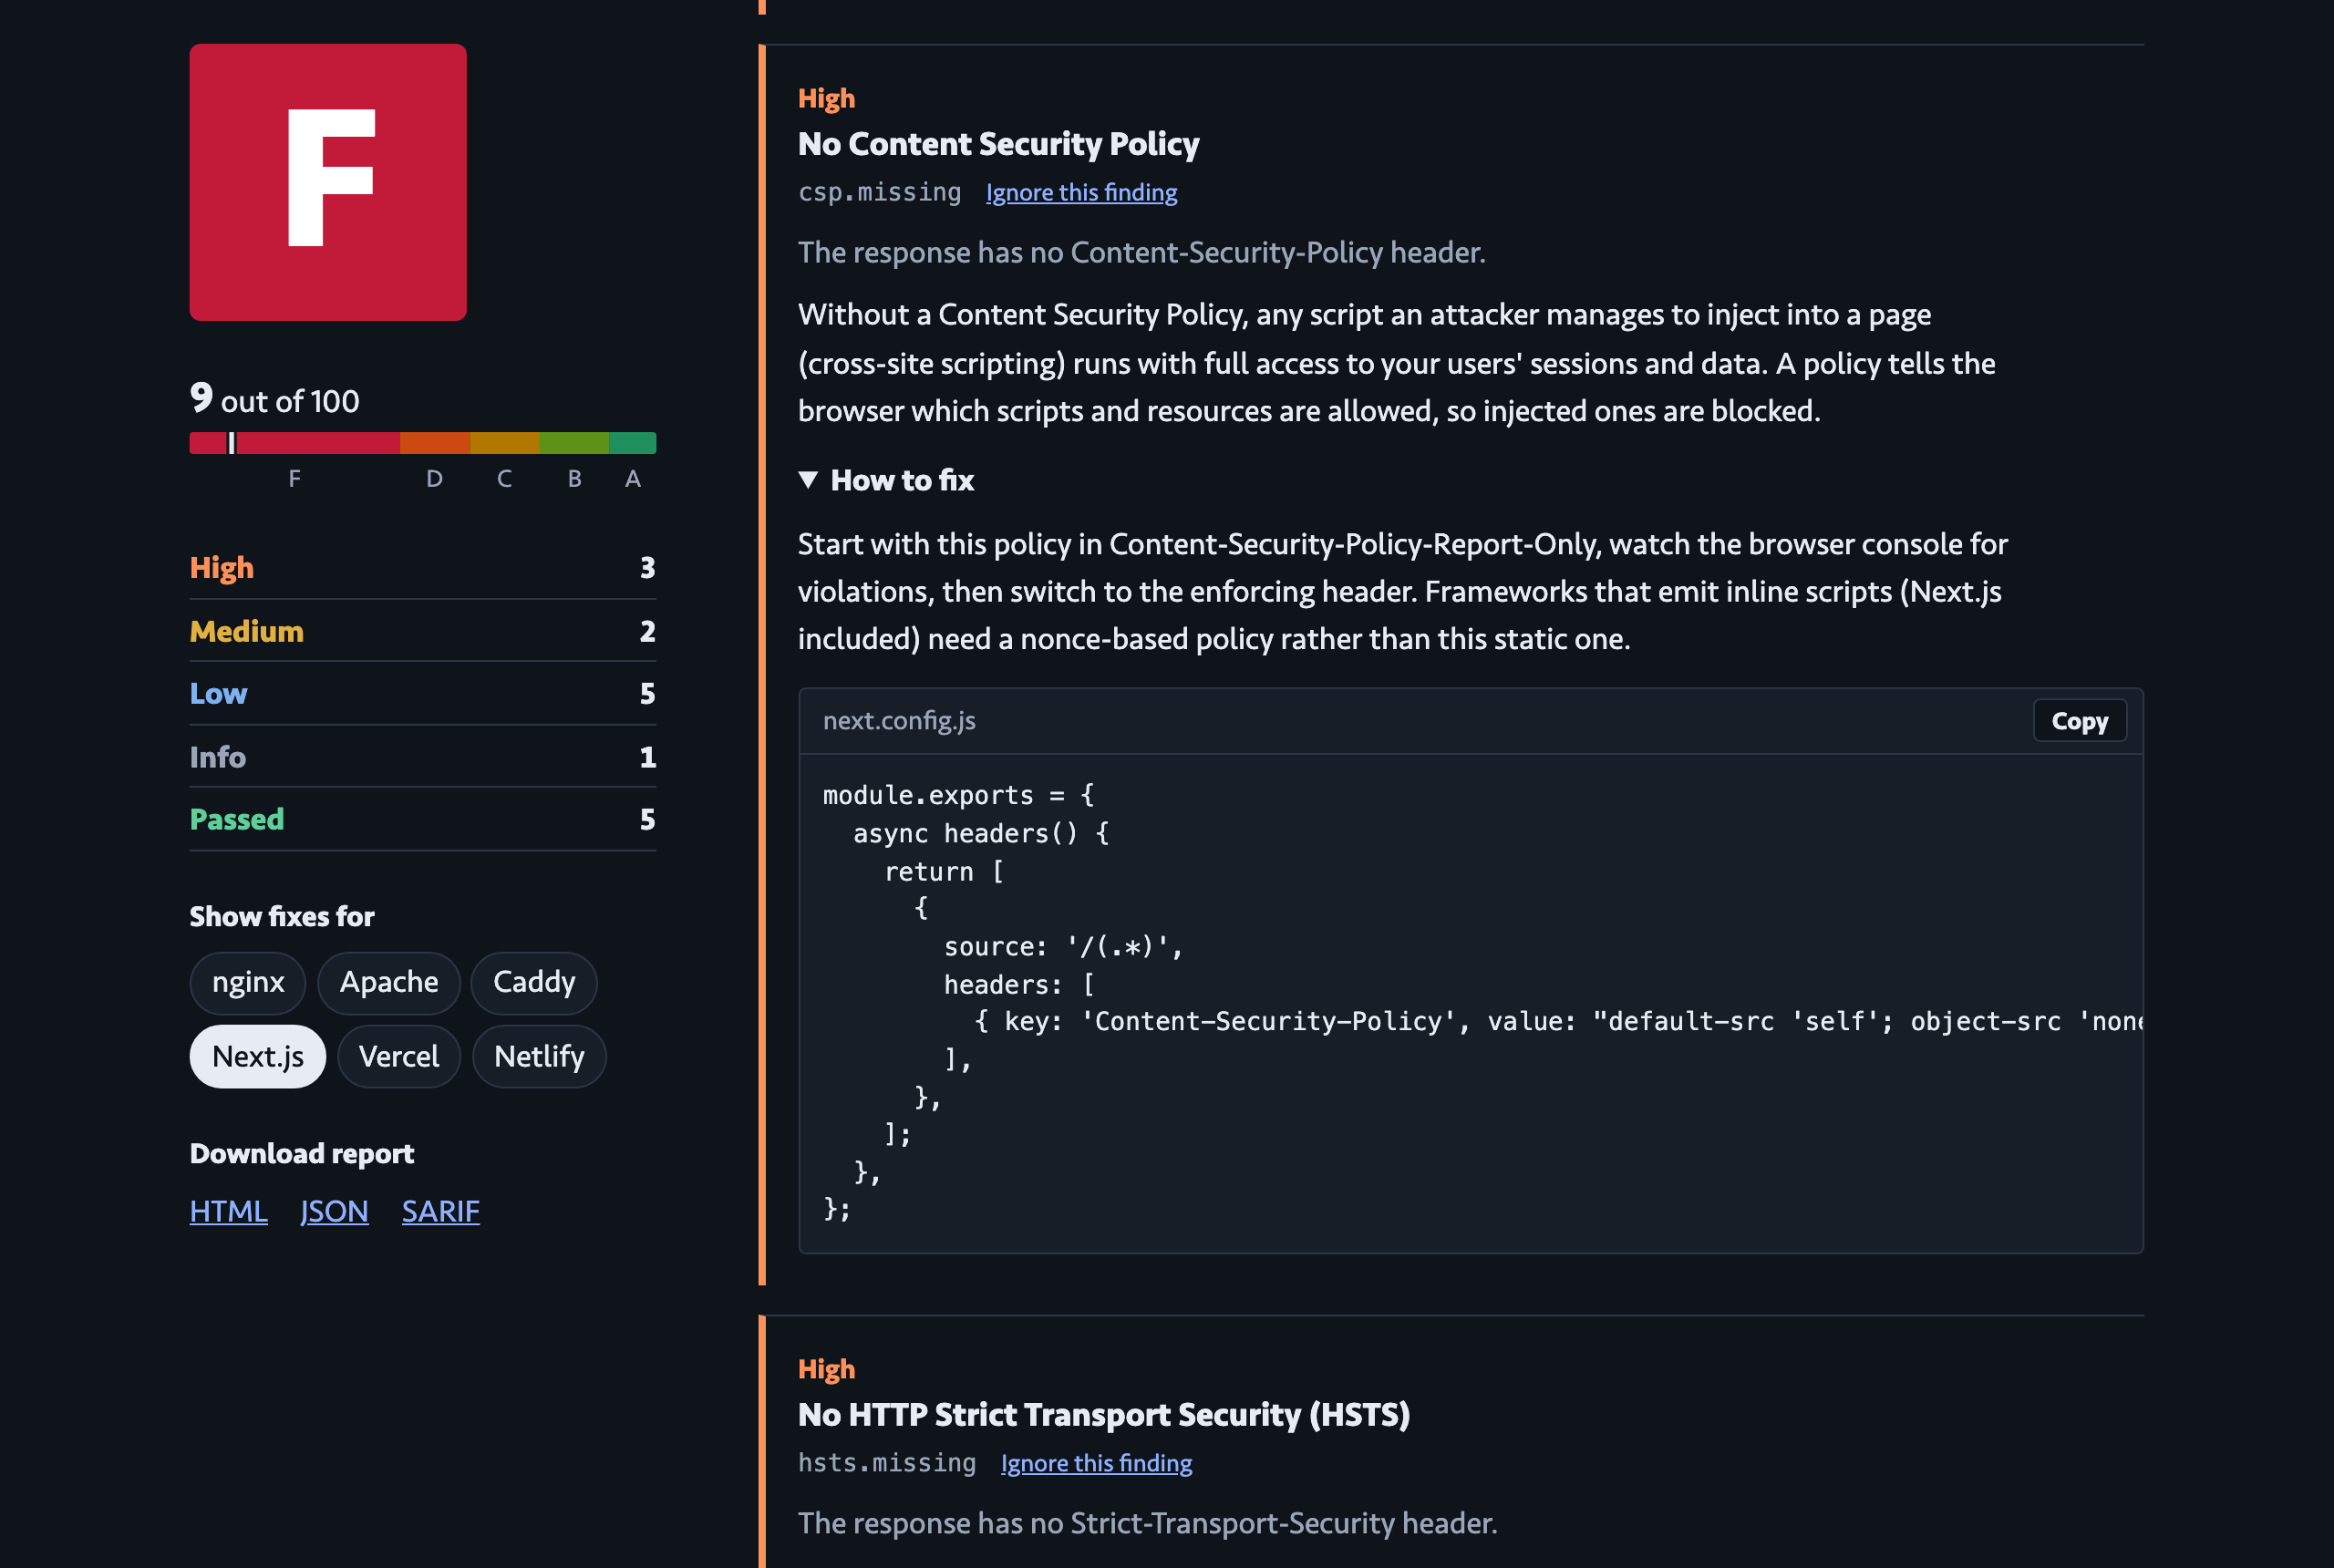 F
9 out of 100
F D C B A
High 3
Medium 2
Low 5
Info 1
Passed 5
Show fixes for
nginx Apache Caddy
Next.js Vercel Netlify
Download report
HTML JSON SARIF
High
No Content Security Policy
csp.missing Ignore this finding
The response has no Content-Security-Policy header.
Without a Content Security Policy, any script an attacker manages to inject into a page
(cross-site scripting) runs with full access to your users' sessions and data. A policy tells the
browser which scripts and resources are allowed, so injected ones are blocked.
▼ How to fix
Start with this policy in Content-Security-Policy-Report-Only, watch the browser console for
violations, then switch to the enforcing header. Frameworks that emit inline scripts (Next.js
included) need a nonce-based policy rather than this static one.
next.config.js Copy
module.exports = {
  async headers() {
    return [
      {
        source: '/(.*)',
        headers: [
          { key: 'Content-Security-Policy', value: "default-src 'self'; object-src 'none
        ],
      },
    ];
  },
};
High
No HTTP Strict Transport Security (HSTS)
hsts.missing Ignore this finding
The response has no Strict-Transport-Security header.